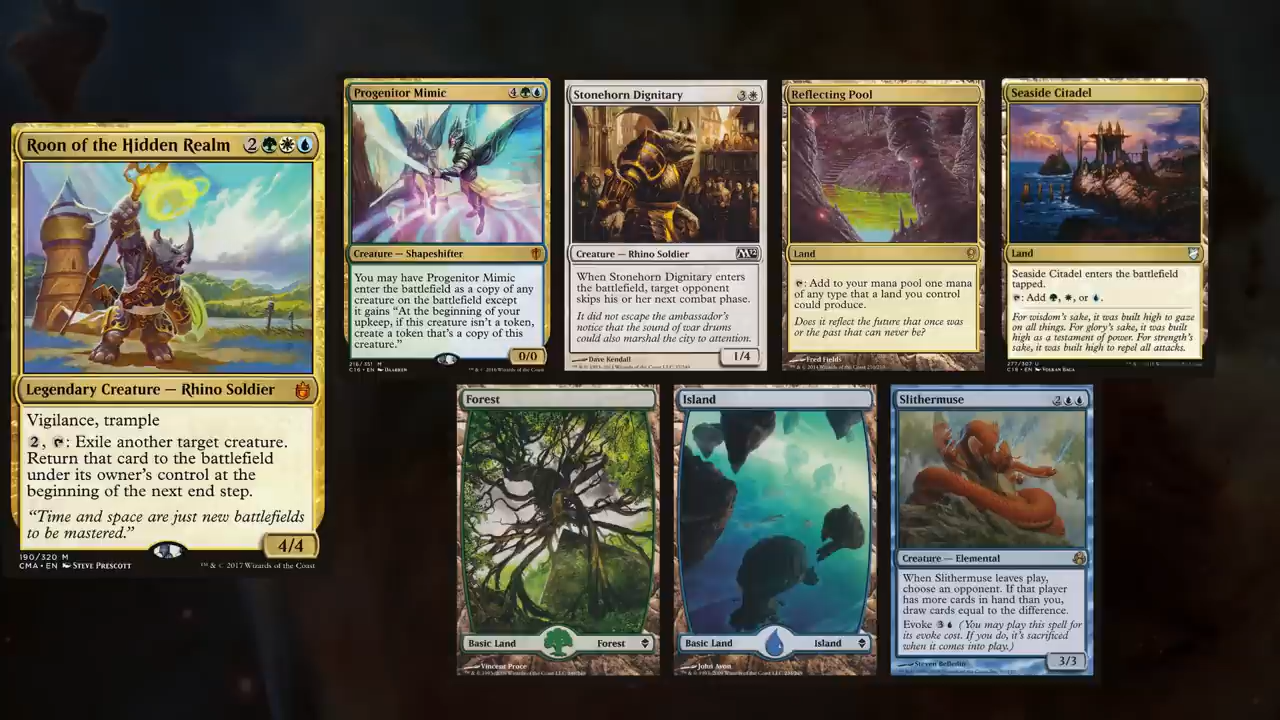 Roon of the Hidden Realm 2
Legendary Creature — Rhino Soldier
Vigilance, trample
2, : Exile another target creature.
Return that card to the battlefield
under its owner's control at the
beginning of the next end step.
"Time and space are just new battlefields
to be mastered."
4/4
190/320 M
CMA • EN Steve Prescott
™ & © 2017 Wizards of the Coast
Progenitor Mimic 4
Creature — Shapeshifter
You may have Progenitor Mimic
enter the battlefield as a copy of any
creature on the battlefield except
it gains "At the beginning of your
upkeep, if this creature isn't a token,
create a token that's a copy of this
creature."
0/0
C16 • EN
™ & © 2016 Wizards of the Coast
Stonehorn Dignitary 3
Creature — Rhino Soldier
M12
When Stonehorn Dignitary enters
the battlefield, target opponent
skips his or her next combat phase.
It did not escape the ambassador's
notice that the sound of war drums
could also marshal the city to attention.
Dave Kendall
1/4
Reflecting Pool
Land
: Add to your mana pool one mana
of any type that a land you control
could produce.
Does it reflect the future that once was
or the past that can never be?
Fred Fields
Seaside Citadel
Land
Seaside Citadel enters the battlefield
tapped.
: Add , , or .
For wisdom's sake, it was built high to gaze
on all things. For glory's sake, it was built
high as a testament of power. For strength's
sake, it was built high to repel all attacks.
Forest
Basic Land Forest
Vincent Proce
Island
Basic Land Island
John Avon
Slithermuse 2
Creature — Elemental
When Slithermuse leaves play,
choose an opponent. If that player
has more cards in hand than you,
draw cards equal to the difference.
Evoke 3 (You may play this spell for
its evoke cost. If you do, it's sacrificed
when it comes into play.)
Steven Belledin
3/3